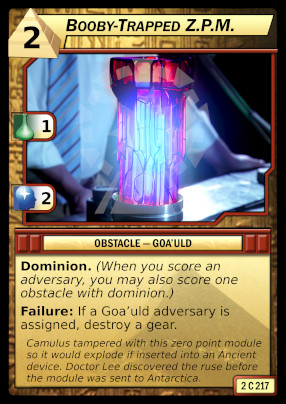 2
BOOBY-TRAPPED Z.P.M.
1
2
OBSTACLE — GOA'ULD
Dominion. (When you score an
adversary, you may also score one
obstacle with dominion.)
Failure: If a Goa'uld adversary is
assigned, destroy a gear.
Camulus tampered with this zero point module
so it would explode if inserted into an Ancient
device. Doctor Lee discovered the ruse before
the module was sent to Antarctica.
2 C 217